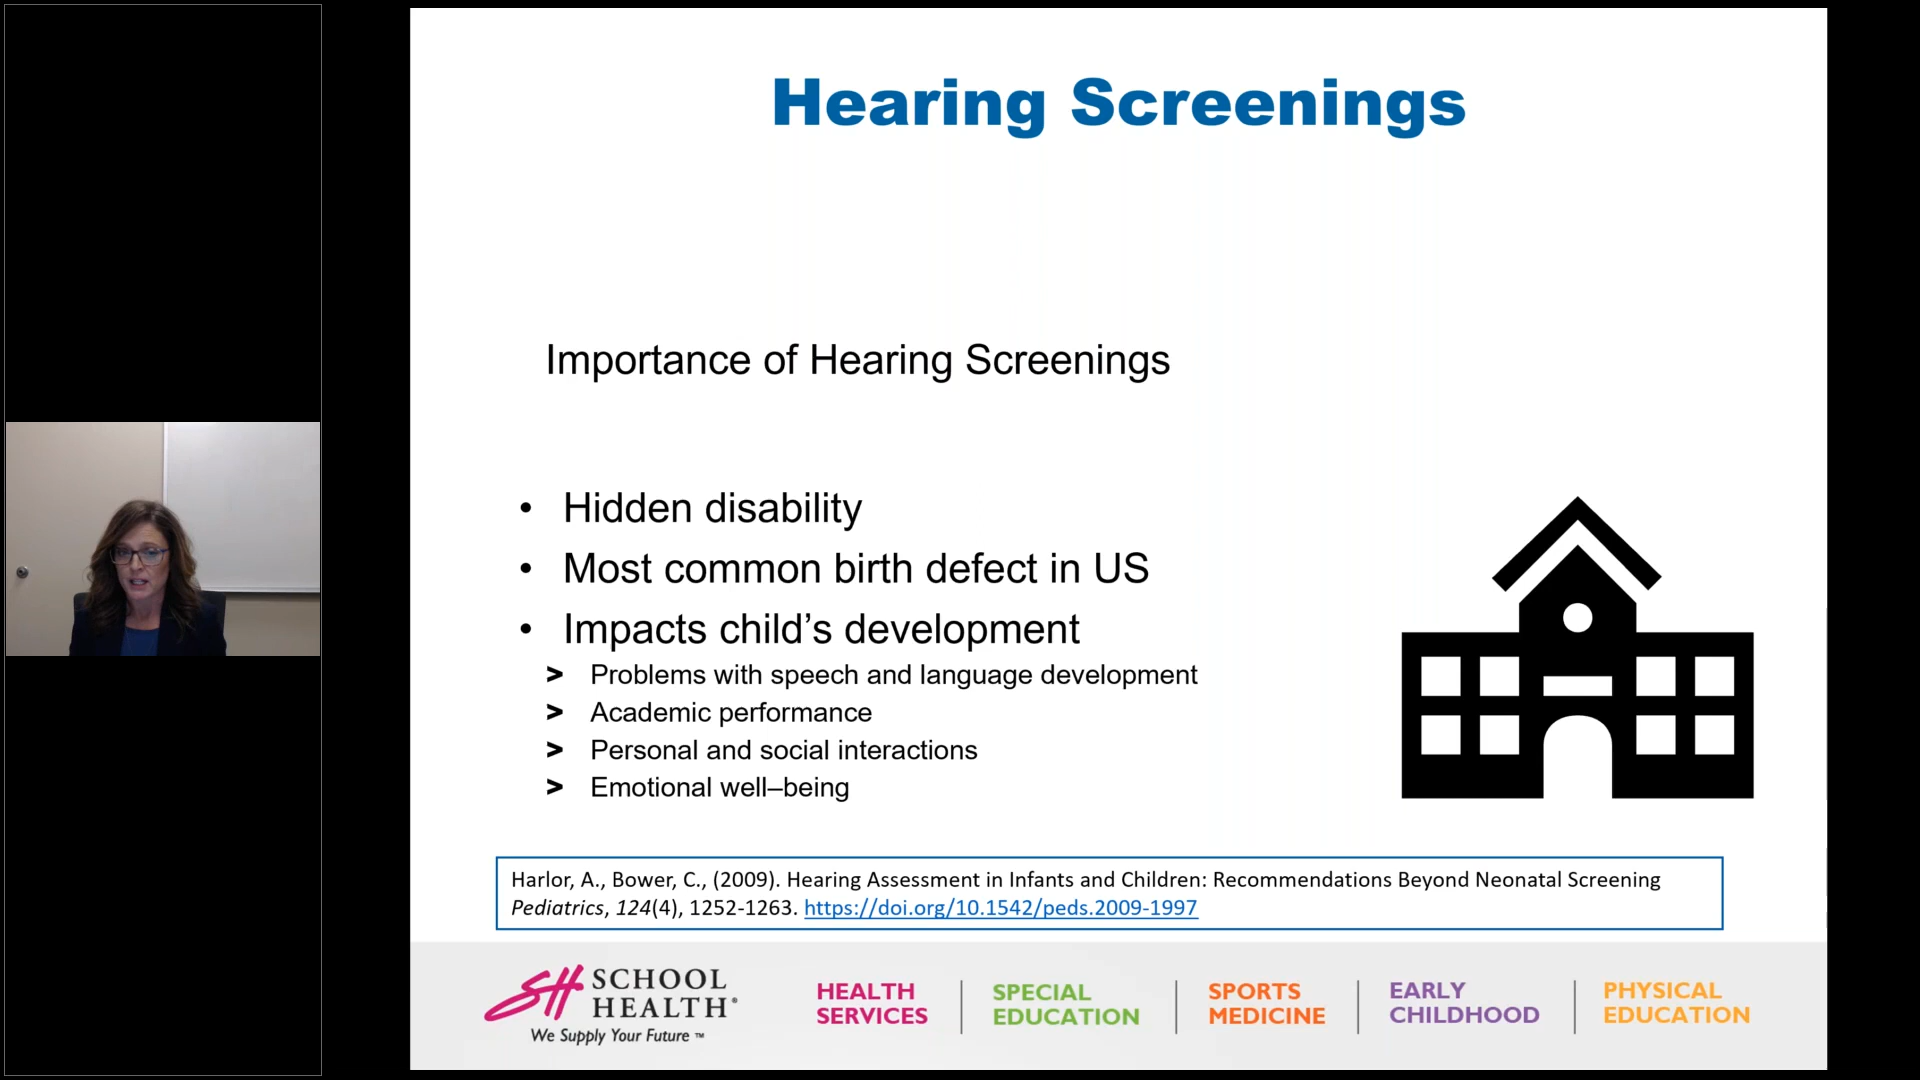 Hearing Screenings
Importance of Hearing Screenings
• Hidden disability
• Most common birth defect in US
• Impacts child’s development
> Problems with speech and language development
> Academic performance
> Personal and social interactions
> Emotional well–being
Harlor, A., Bower, C., (2009). Hearing Assessment in Infants and Children: Recommendations Beyond Neonatal Screening
Pediatrics, 124(4), 1252-1263. https://doi.org/10.1542/peds.2009-1997
SH SCHOOL
HEALTH®
We Supply Your Future ™
HEALTH
SERVICES
SPECIAL
EDUCATION
SPORTS
MEDICINE
EARLY
CHILDHOOD
PHYSICAL
EDUCATION